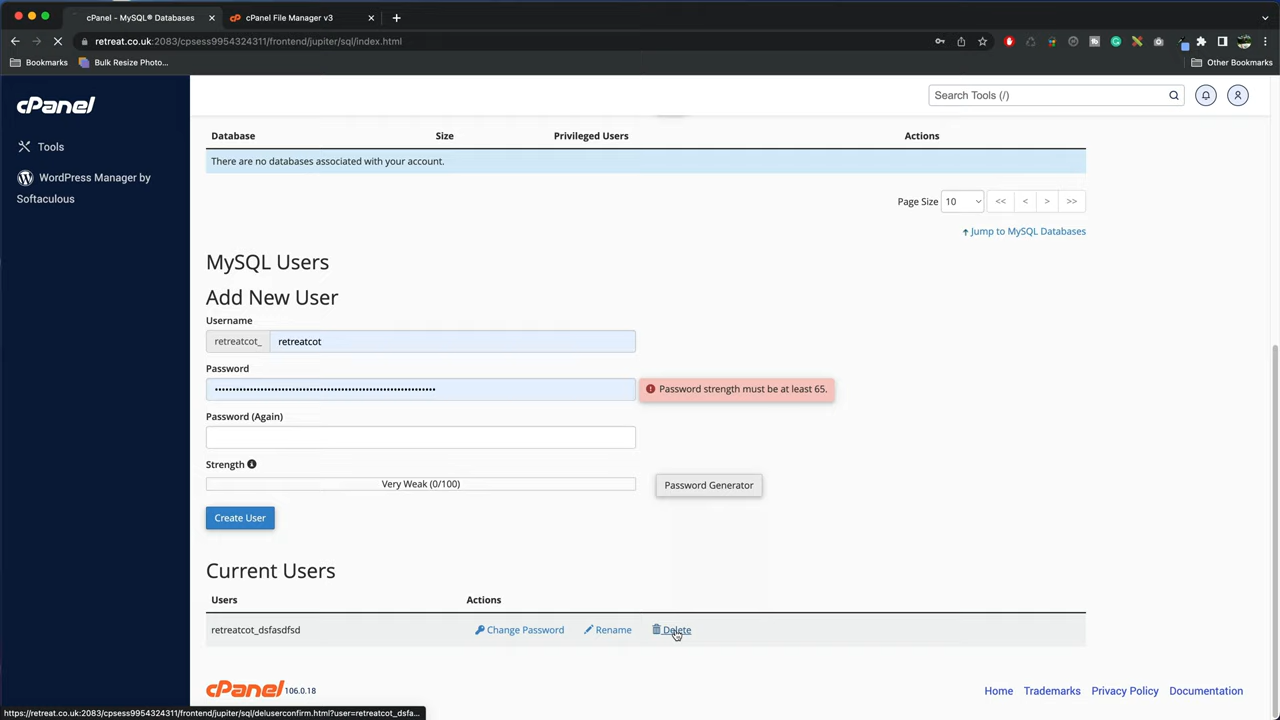 cPanel - MySQL® Databases
cPanel File Manager v3
retreat.co.uk:2083/cpsess9954324311/frontend/jupiter/sql/index.html
Bookmarks
Bulk Resize Photo...
Other Bookmarks
cPanel
Search Tools (/)
Tools
WordPress Manager by
Softaculous
Database Size Privileged Users Actions
There are no databases associated with your account.
Page Size 10 << < > >>
Jump to MySQL Databases
MySQL Users
Add New User
Username
retreatcot_ retreatcot
Password
Password strength must be at least 65.
Password (Again)
Strength
Very Weak (0/100)
Password Generator
Create User
Current Users
Users Actions
retreatcot_dsfasdfsd Change Password Rename Delete
cPanel 106.0.18 Home Trademarks Privacy Policy Documentation
https://retreat.co.uk:2083/cpsess9954324311/frontend/jupiter/sql/deluserconfirm.html?user=retreatcot_dsfa...